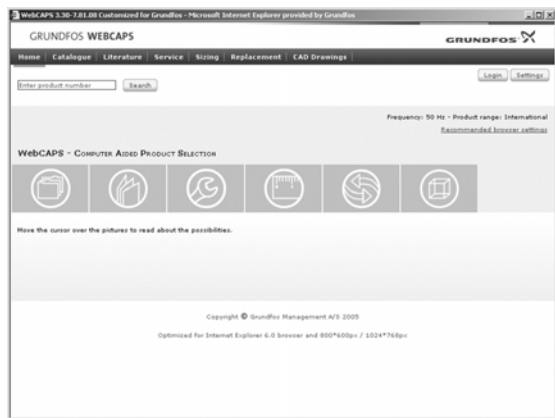 WebCAPS 3.30-7.01.08 Customized for Grundfos - Microsoft Internet Explorer provided by Grundfos
GRUNDFOS WEBCAPS
GRUNDFOS
Home Catalogue Literature Service Sizing Replacement CAD Drawings
Login Settings
Enter product number Search
Frequency: 50 Hz - Product range: International
Recommended browser settings
WebCAPS - Computer Aided Product Selection
Move the cursor over the pictures to read about the possibilities.
Copyright © Grundfos Management A/S 2005
Optimized for Internet Explorer 6.0 browser and 800*600px / 1024*768px